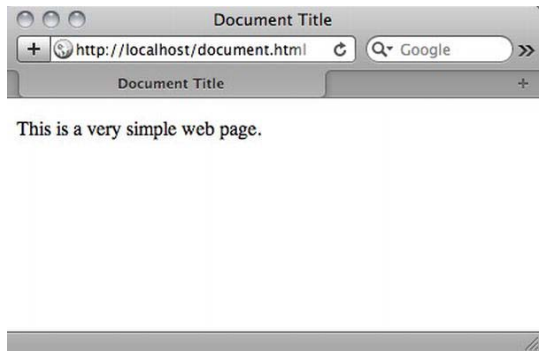 Document Title
+ http://localhost/document.html Google »
Document Title +
This is a very simple web page.